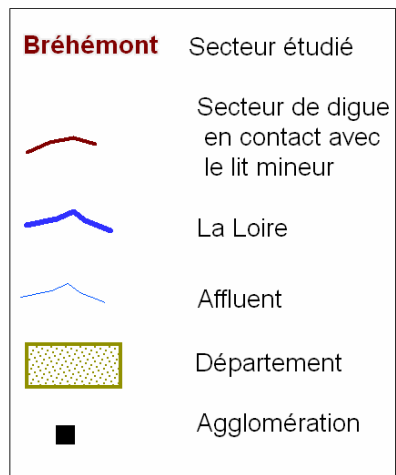 Bréhémont Secteur étudié
Secteur de digue
en contact avec
le lit mineur
La Loire
Affluent
Département
Agglomération